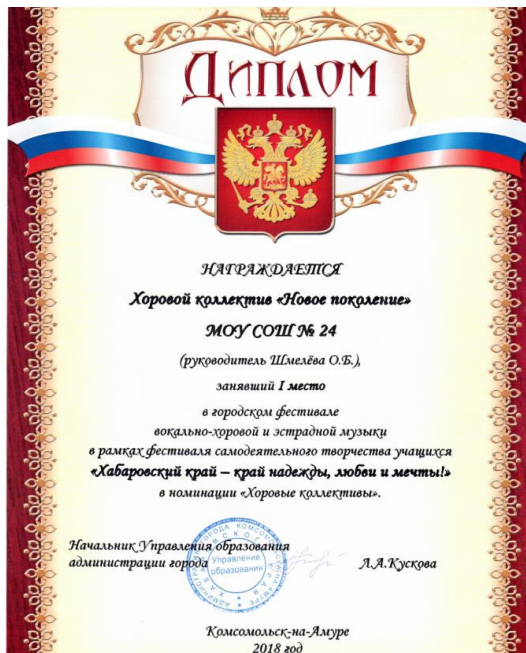 ДИПЛОМ
НАГРАЖДАЕТСЯ
Хоровой коллектив «Новое поколение»
МОУ СОШ № 24
(руководитель Шмелёва О.Б.),
занявший I место
в городском фестивале
вокально-хоровой и эстрадной музыки
в рамках фестиваля самодеятельного творчества учащихся
«Хабаровский край – край надежды, любви и мечты!»
в номинации «Хоровые коллективы».
Начальник Управления образования
администрации города
Л.А.Кускова
Управление
образования
Комсомольск-на-Амуре
2018 год